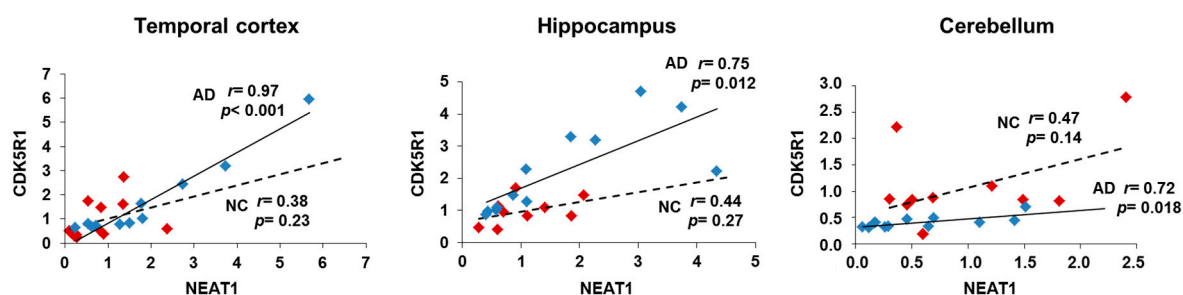 Temporal cortex
7
6
5
4
3
2
1
0
CDK5R1
AD r= 0.97
p< 0.001
NC r= 0.38
p= 0.23
0 1 2 3 4 5 6 7
NEAT1
Hippocampus
5
4
3
2
1
0
CDK5R1
AD r= 0.75
p= 0.012
NC r= 0.44
p= 0.27
0 1 2 3 4 5
NEAT1
Cerebellum
3.0
2.5
2.0
1.5
1.0
0.5
0.0
CDK5R1
NC r= 0.47
p= 0.14
AD r= 0.72
p= 0.018
0.0 0.5 1.0 1.5 2.0 2.5
NEAT1